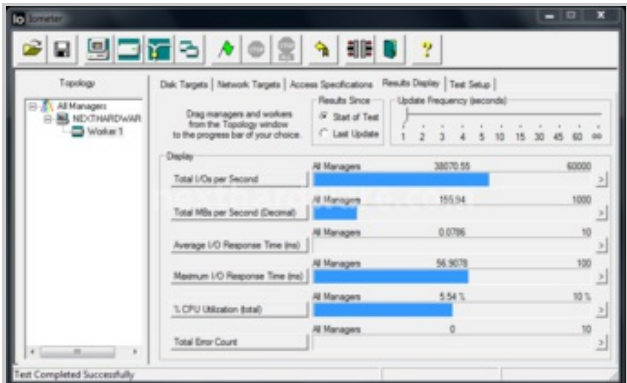 Iometer
Topology
All Managers
NEXTHARDWAR
Worker 1
Disk Targets
Network Targets
Access Specifications
Results Display
Test Setup
Drag managers and workers
from the Topology window
to the progress bar of your choice.
Results Since
Start of Test
Last Update
Update Frequency (seconds)
1 2 3 4 5 10 15 30 45 60 ∞
Display
All Managers 38070.55 60000
Total I/Os per Second
All Managers 155.94 1000
Total MBs per Second (Decimal)
All Managers 0.0786 10
Average I/O Response Time (ms)
All Managers 56.9078 100
Maximum I/O Response Time (ms)
All Managers 5.54 % 10 %
% CPU Utilization (total)
All Managers 0 10
Total Error Count
Test Completed Successfully